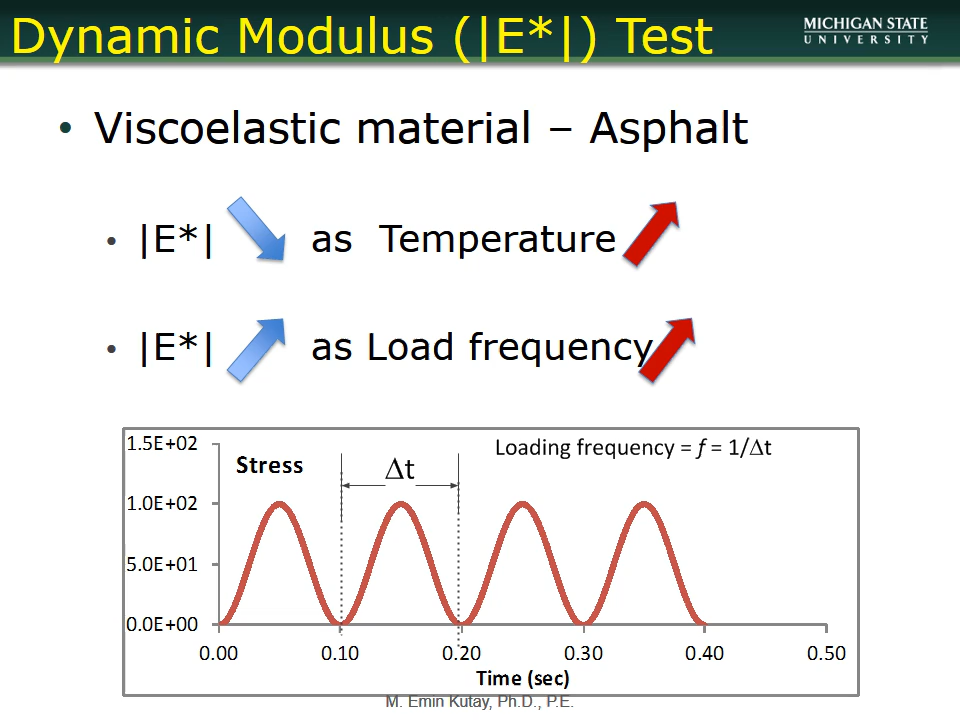 Dynamic Modulus (|E*|) Test
MICHIGAN STATE
UNIVERSITY
• Viscoelastic material – Asphalt
• |E*| as Temperature
• |E*| as Load frequency
1.5E+02
1.0E+02
5.0E+01
0.0E+00
Stress
Δt
Loading frequency = f = 1/Δt
0.00 0.10 0.20 0.30 0.40 0.50
Time (sec)
M. Emin Kutay, Ph.D., P.E.